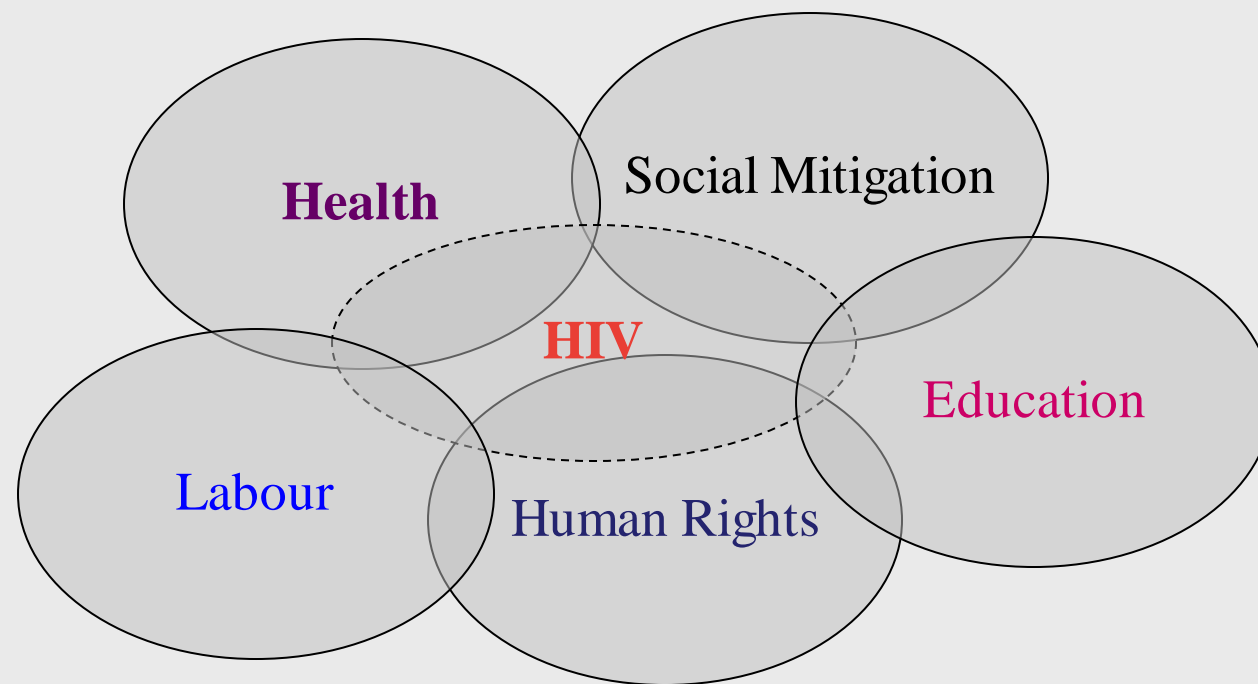 Social Mitigation
Health
HIV
Education
Labour
Human Rights